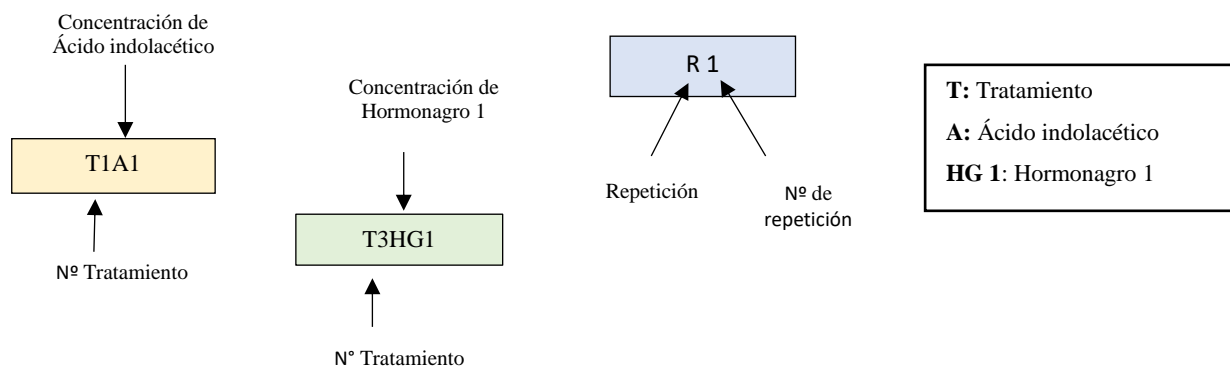 Concentración de
Ácido indolacético
T1A1
Nº Tratamiento
Concentración de
Hormonagro 1
T3HG1
N° Tratamiento
R 1
Repetición
Nº de
repetición
T: Tratamiento
A: Ácido indolacético
HG 1: Hormonagro 1